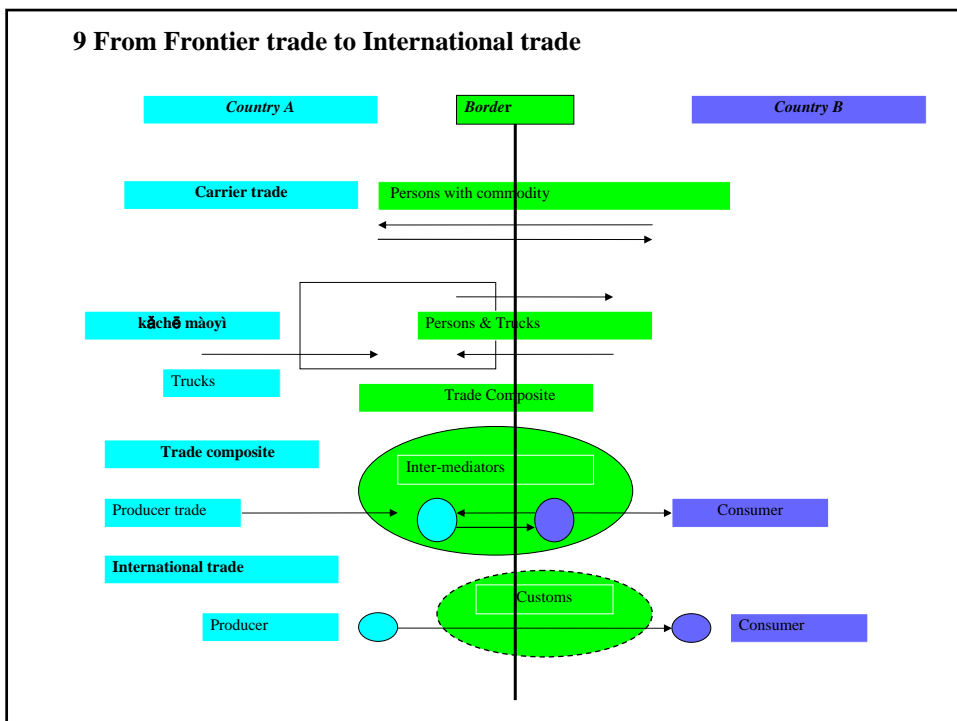 9 From Frontier trade to International trade
Country A
Border
Country B
Carrier trade
Persons with commodity
kǎchē màoyì
Persons & Trucks
Trucks
Trade Composite
Trade composite
Inter-mediators
Producer trade
Consumer
International trade
Customs
Producer
Consumer